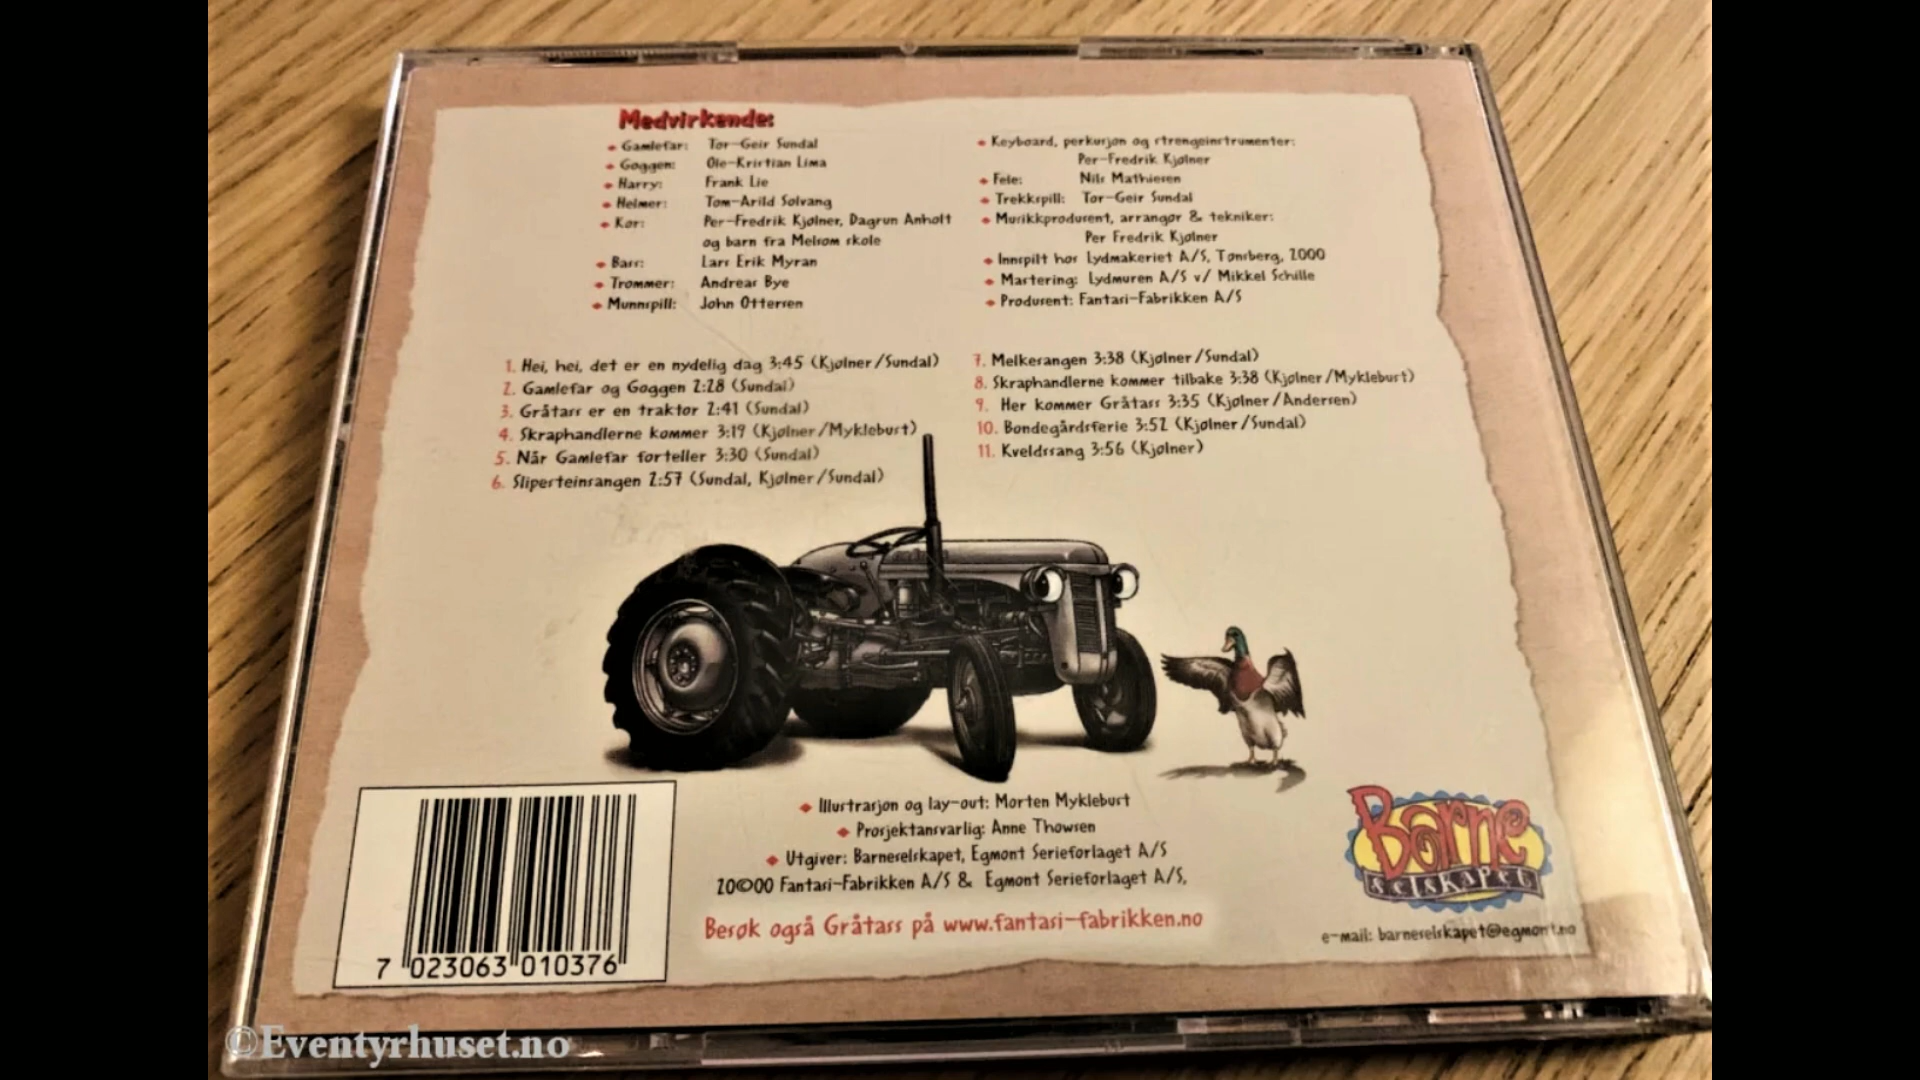 Medvirkende:
Gamlefar: Tor-Geir Sundal
Goggen: Ole-Kristian Lima
Harry: Frank Lie
Helmer: Tom-Arild Solvang
Kor: Per-Fredrik Kjølner, Dagrun Anholt
og barn fra Melsom skole
Bass: Lars Erik Myran
Trommer: Andreas Bye
Munnspill: John Ottersen
Keyboard, perkusjon og strengeinstrumenter:
Per-Fredrik Kjølner
Fele: Nils Mathiesen
Trekkspill: Tor-Geir Sundal
Musikkprodusent, arrangør & tekniker:
Per Fredrik Kjølner
Innspilt hos Lydmakeriet A/S, Tønsberg, 2000
Mastering: Lydmuren A/S v/ Mikkel Schille
Produsent: Fantasi-Fabrikken A/S
1. Hei, hei, det er en nydelig dag 3:45 (Kjølner/Sundal)
2. Gamlefar og Goggen 2:28 (Sundal)
3. Gråtass er en traktor 2:41 (Sundal)
4. Skraphandlerne kommer 3:19 (Kjølner/Myklebust)
5. Når Gamlefar forteller 3:30 (Sundal)
6. Slipesteinsangen 2:57 (Sundal, Kjølner/Sundal)
7. Melkesangen 3:38 (Kjølner/Sundal)
8. Skraphandlerne kommer tilbake 3:38 (Kjølner/Myklebust)
9. Her kommer Gråtass 3:35 (Kjølner/Andersen)
10. Bondegårdsferie 3:52 (Kjølner/Sundal)
11. Kveldssang 3:56 (Kjølner)
Illustrasjon og lay-out: Morten Myklebust
Prosjektansvarlig: Anne Thowsen
Utgiver: Barneselskapet, Egmont Serieforlaget A/S
20©00 Fantasi-Fabrikken A/S & Egmont Serieforlaget A/S,
Besøk også Gråtass på www.fantasi-fabrikken.no
Barne
selskapet
e-mail: barneselskapet@egmont.no
7 023063 010376
©Eventyrhuset.no